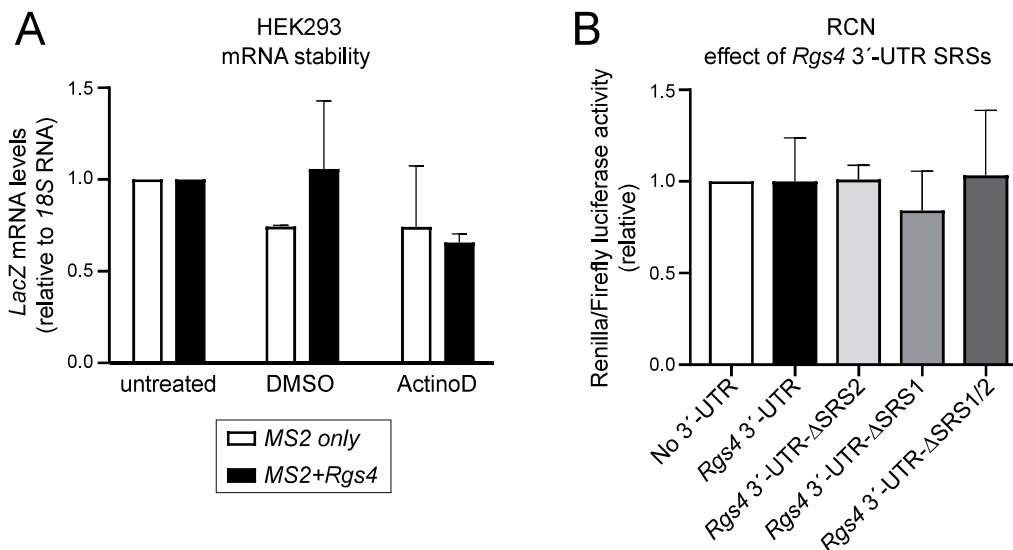 A
HEK293
mRNA stability
LacZ mRNA levels
(relative to 18S RNA)
1.5
1.0
0.5
0.0
untreated
DMSO
ActinoD
MS2 only
MS2+Rgs4
B
RCN
effect of Rgs4 3´-UTR SRSs
Renilla/Firefly luciferase activity
(relative)
1.5
1.0
0.5
0.0
No 3´-UTR
Rgs4 3´-UTR
Rgs4 3´-UTR-ΔSRS2
Rgs4 3´-UTR-ΔSRS1
Rgs4 3´-UTR-ΔSRS1/2